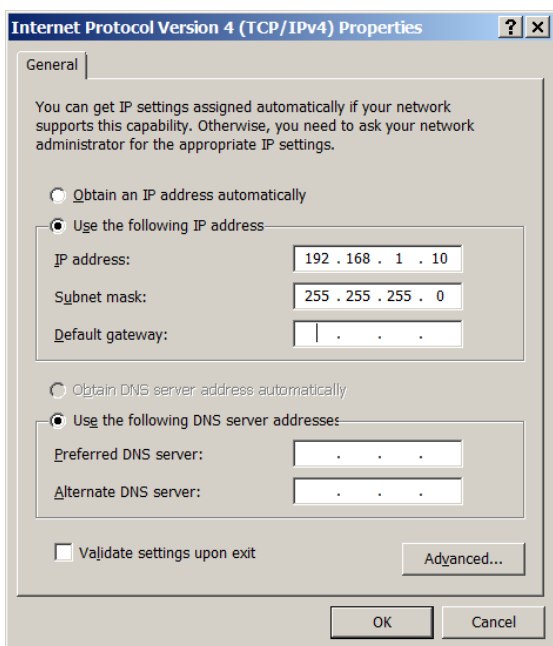 Internet Protocol Version 4 (TCP/IPv4) Properties
General
You can get IP settings assigned automatically if your network
supports this capability. Otherwise, you need to ask your network
administrator for the appropriate IP settings.
Obtain an IP address automatically
Use the following IP address
IP address: 192 . 168 . 1 . 10
Subnet mask: 255 . 255 . 255 . 0
Default gateway: . . .
Obtain DNS server address automatically
Use the following DNS server addresses
Preferred DNS server: . . .
Alternate DNS server: . . .
Validate settings upon exit
Advanced...
OK Cancel